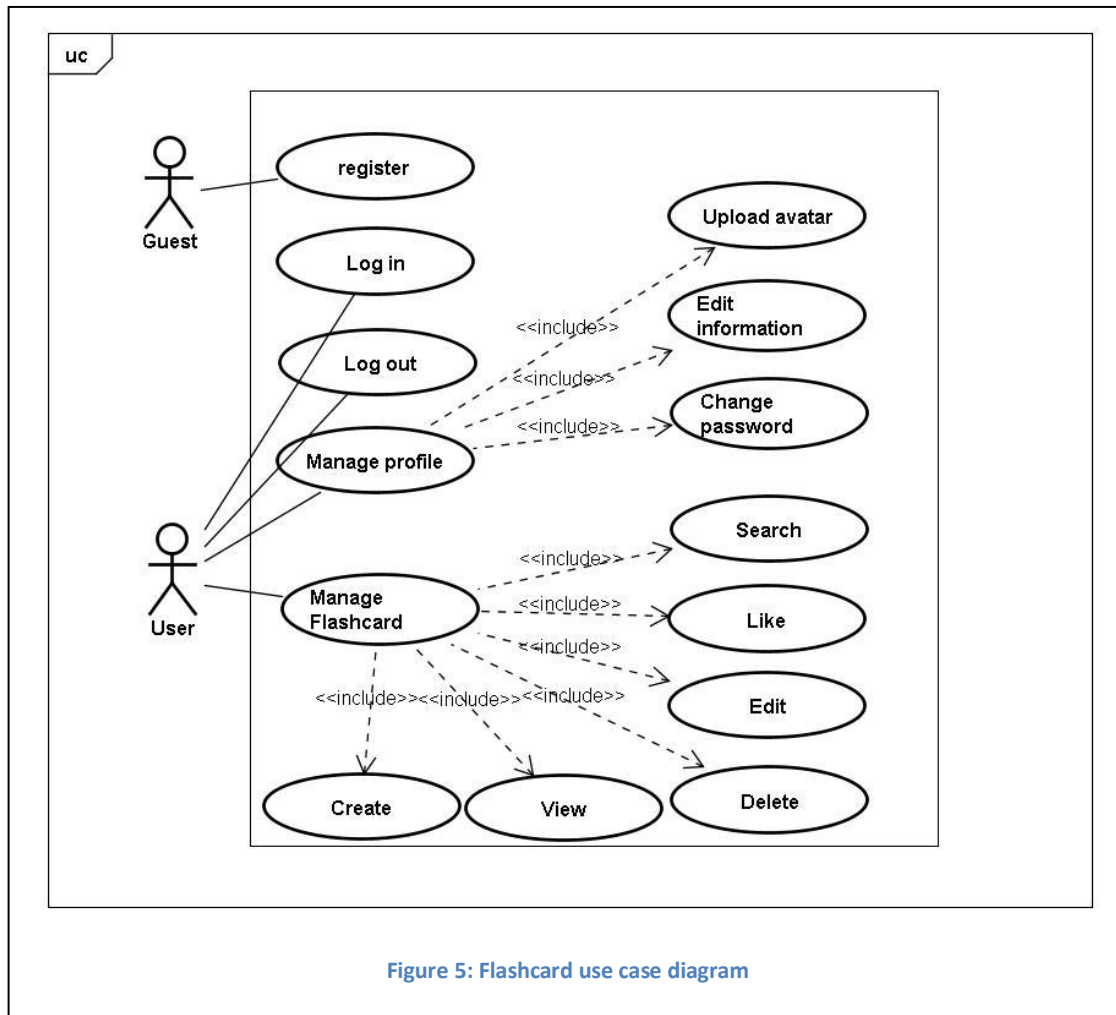 uc
register
Guest
Upload avatar
Log in
Edit
information
<<include>>
Log out
<<include>>
Change
password
<<include>>
Manage profile
Search
<<include>>
Manage
Flashcard
User
<<include>>
Like
<<include>>
<<include>>
<<include>>
<<include>>
Edit
Create
View
Delete
Figure 5: Flashcard use case diagram